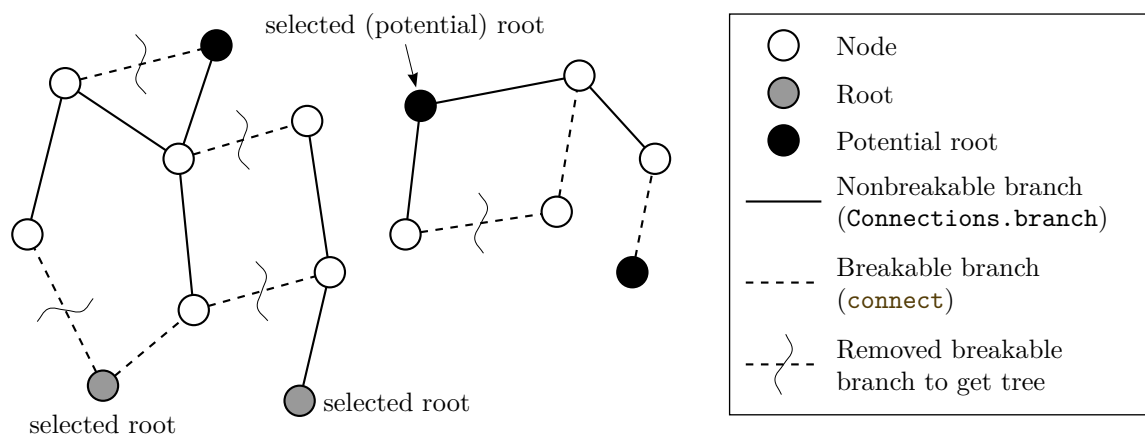 selected (potential) root
selected root
selected root
Node
Root
Potential root
Nonbreakable branch
(Connections.branch)
Breakable branch
(connect)
Removed breakable
branch to get tree